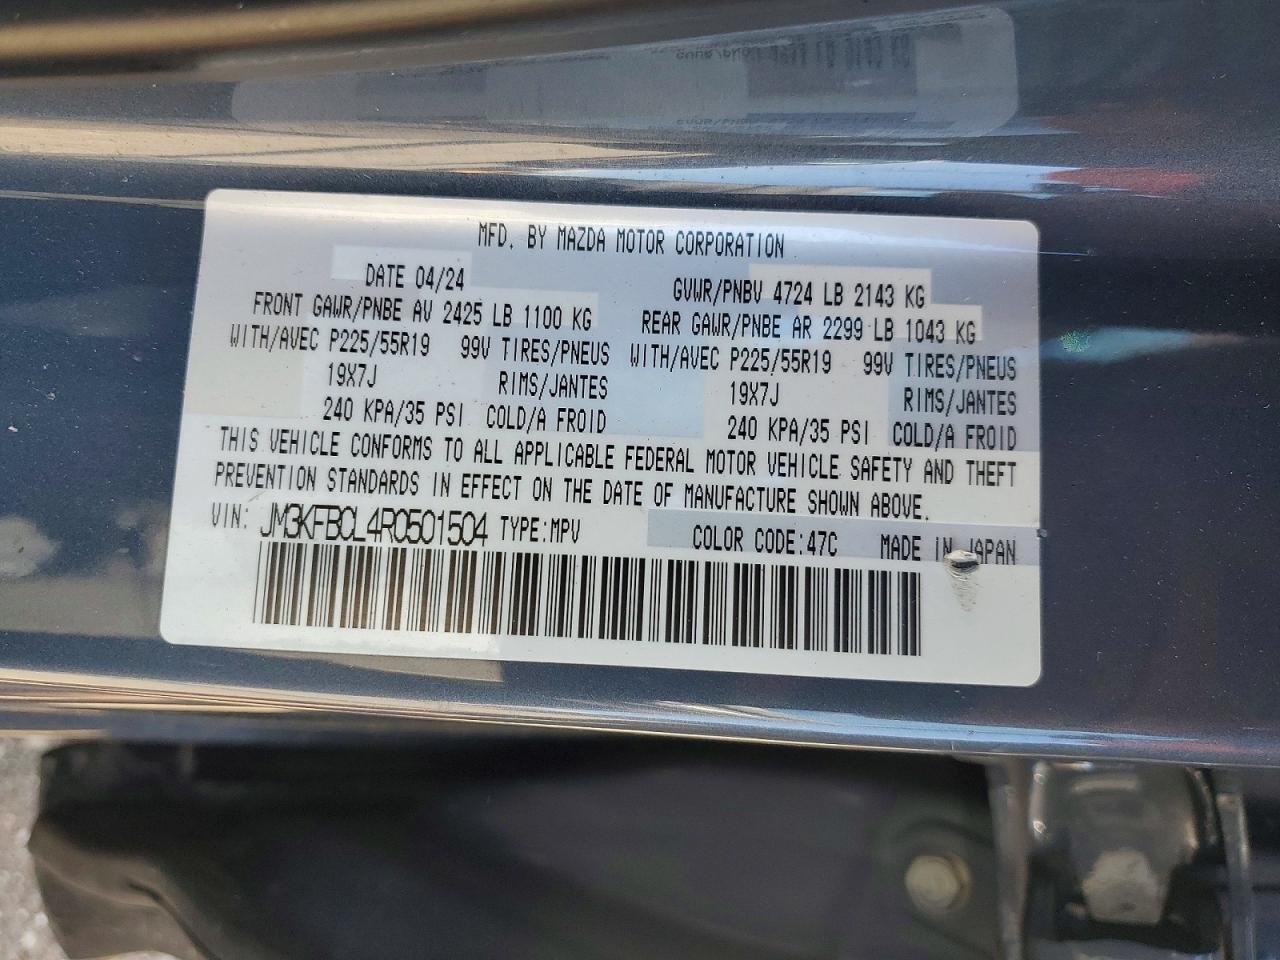 MFD. BY MAZDA MOTOR CORPORATION
DATE 04/24 GVWR/PNBV 4724 LB 2143 KG
FRONT GAWR/PNBE AV 2425 LB 1100 KG REAR GAWR/PNBE AR 2299 LB 1043 KG
WITH/AVEC P225/55R19 99V TIRES/PNEUS WITH/AVEC P225/55R19 99V TIRES/PNEUS
19X7J RIMS/JANTES 19X7J RIMS/JANTES
240 KPA/35 PSI COLD/A FROID 240 KPA/35 PSI COLD/A FROID
THIS VEHICLE CONFORMS TO ALL APPLICABLE FEDERAL MOTOR VEHICLE SAFETY AND THEFT
PREVENTION STANDARDS IN EFFECT ON THE DATE OF MANUFACTURE SHOWN ABOVE.
VIN: JM3KFBCL4R0501504 TYPE:MPV COLOR CODE:47C MADE IN JAPAN